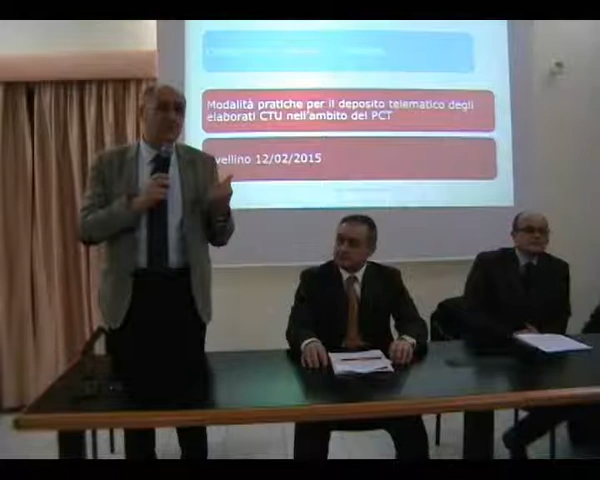 Modalità pratiche per il deposito telematico degli
elaborati CTU nell'ambito del PCT
vellino 12/02/2015